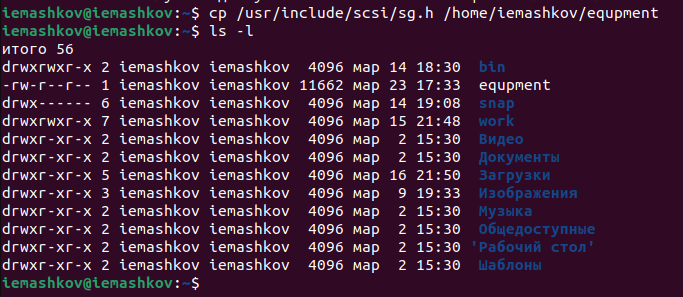 iemashkov@iemashkov:~$ cp /usr/include/scsi/sg.h /home/iemashkov/equpment
iemashkov@iemashkov:~$ ls -l
итого 56
drwxrwxr-x 2 iemashkov iemashkov  4096 мар 14 18:30  bin
-rw-r--r-- 1 iemashkov iemashkov 11662 мар 23 17:33  equpment
drwx------ 6 iemashkov iemashkov  4096 мар 14 19:08  snap
drwxrwxr-x 7 iemashkov iemashkov  4096 мар 15 21:48  work
drwxr-xr-x 2 iemashkov iemashkov  4096 мар  2 15:30  Видео
drwxr-xr-x 2 iemashkov iemashkov  4096 мар  2 15:30  Документы
drwxr-xr-x 5 iemashkov iemashkov  4096 мар 16 21:50  Загрузки
drwxr-xr-x 3 iemashkov iemashkov  4096 мар  9 19:33  Изображения
drwxr-xr-x 2 iemashkov iemashkov  4096 мар  2 15:30  Музыка
drwxr-xr-x 2 iemashkov iemashkov  4096 мар  2 15:30  Общедоступные
drwxr-xr-x 2 iemashkov iemashkov  4096 мар  2 15:30 'Рабочий стол'
drwxr-xr-x 2 iemashkov iemashkov  4096 мар  2 15:30  Шаблоны
iemashkov@iemashkov:~$